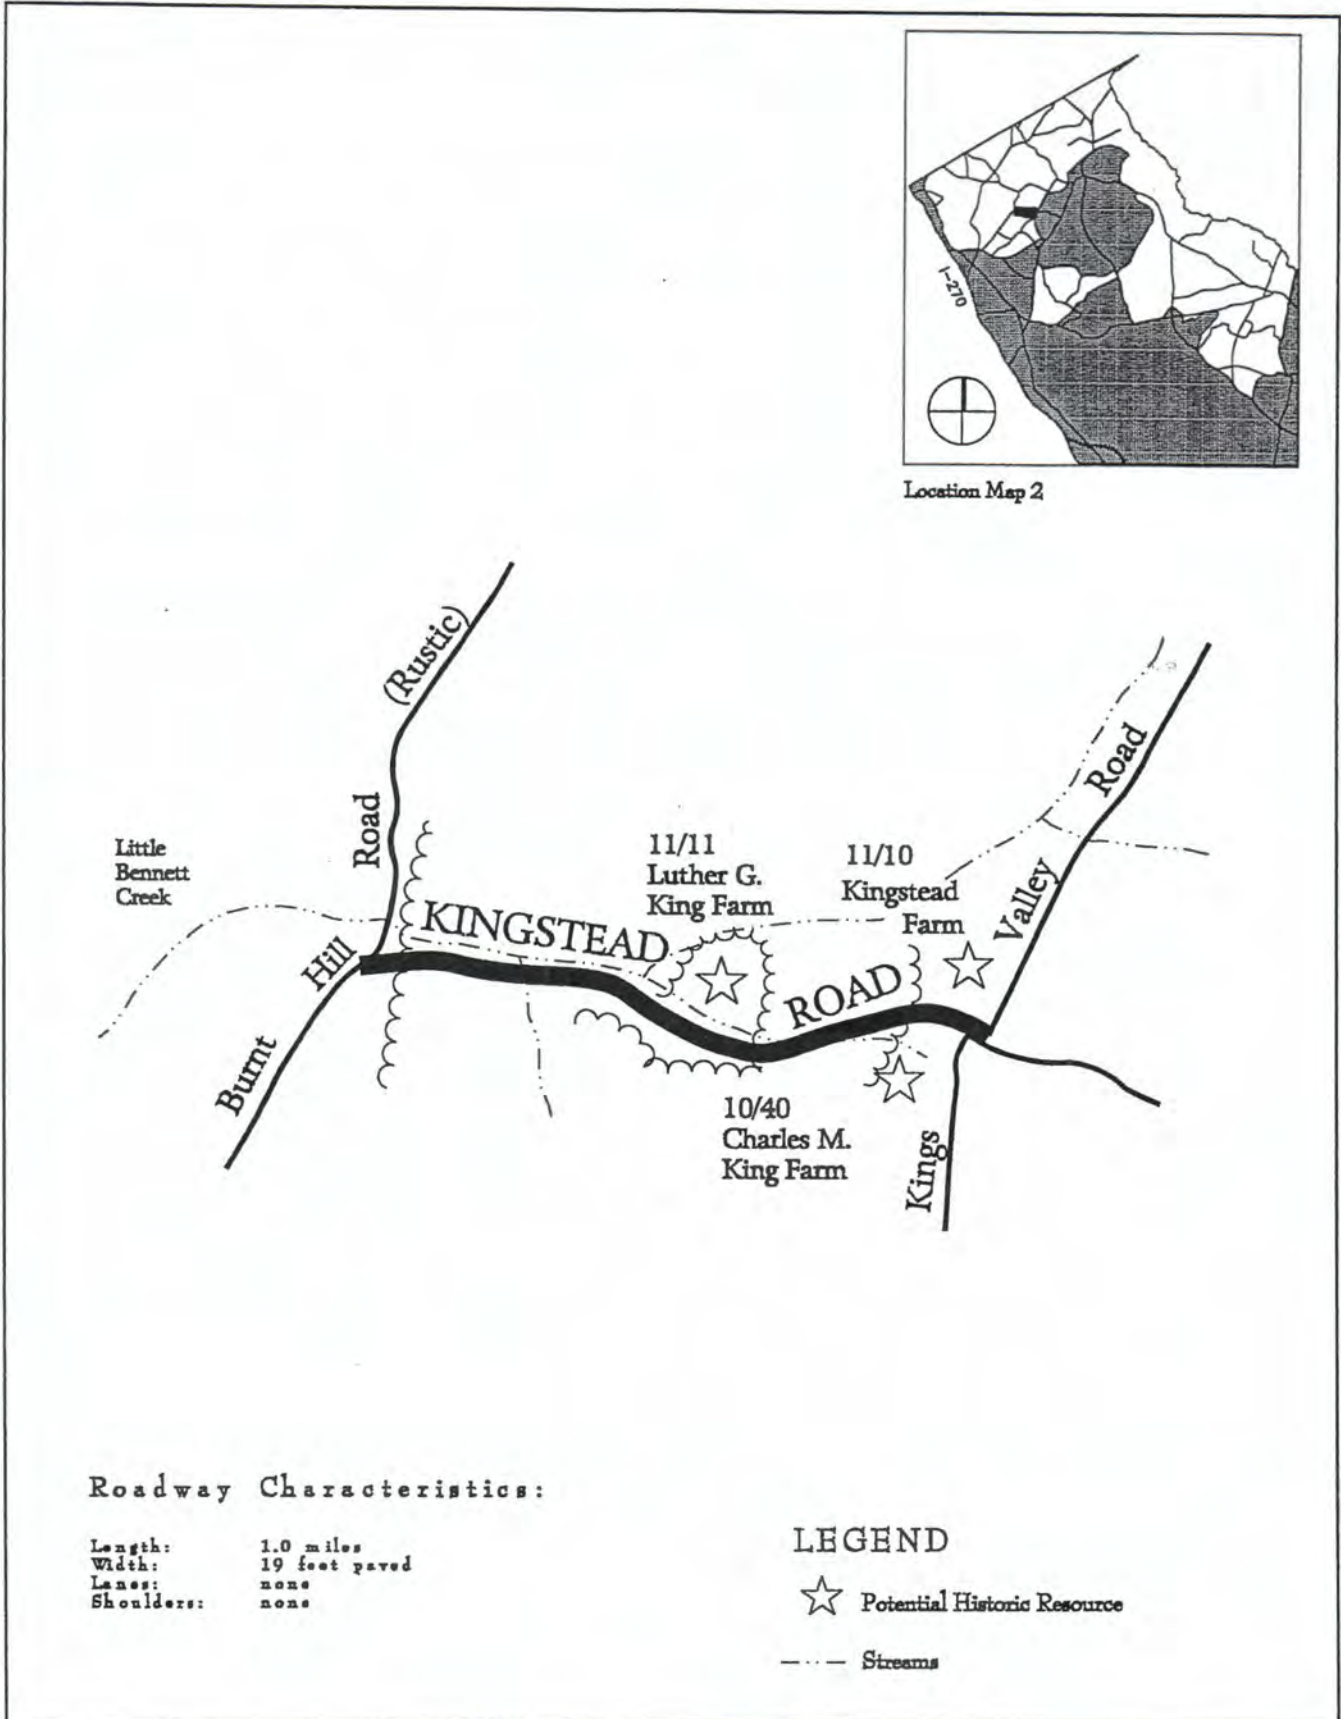 I-270
Location Map 2
(Rustic)
Road
Hill
Burnt
Little
Bennett
Creek
KINGSTEAD
ROAD
11/11
Luther G.
King Farm
11/10
Kingstead
Farm
Road
Valley
Kings
10/40
Charles M.
King Farm
Roadway Characteristics:
Length: 1.0 miles
Width: 19 feet paved
Lanes: none
Shoulders: none
LEGEND
Potential Historic Resource
Streams